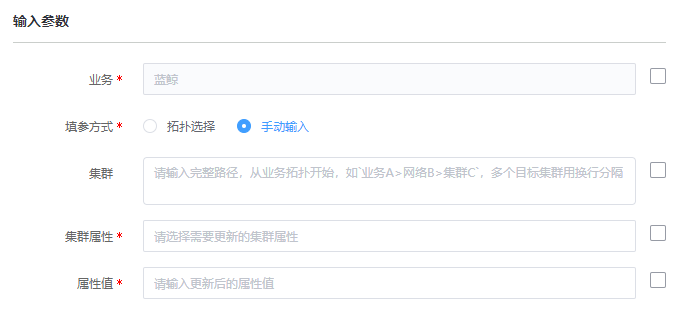 输入参数
业务 *
蓝鲸
填参方式 *
拓扑选择
手动输入
集群
请输入完整路径，从业务拓扑开始，如`业务A>网络B>集群C`，多个目标集群用换行分隔
集群属性 *
请选择需要更新的集群属性
属性值 *
请输入更新后的属性值